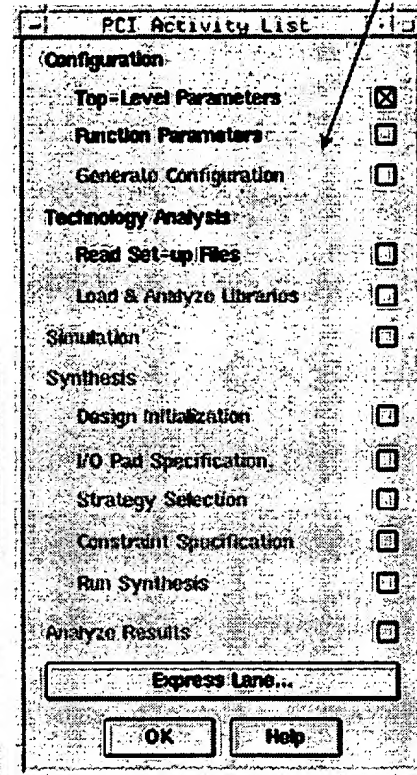 PCI Activity List
Configuration
Top-Level Parameters
Function Parameters
Generate Configuration
Technology Analysis
Read Set-up Files
Load & Analyze Libraries
Simulation
Synthesis
Design Initialization
I/O Pad Specification
Strategy Selection
Constraint Specification
Run Synthesis
Analyze Results
Express Lane...
OK Help